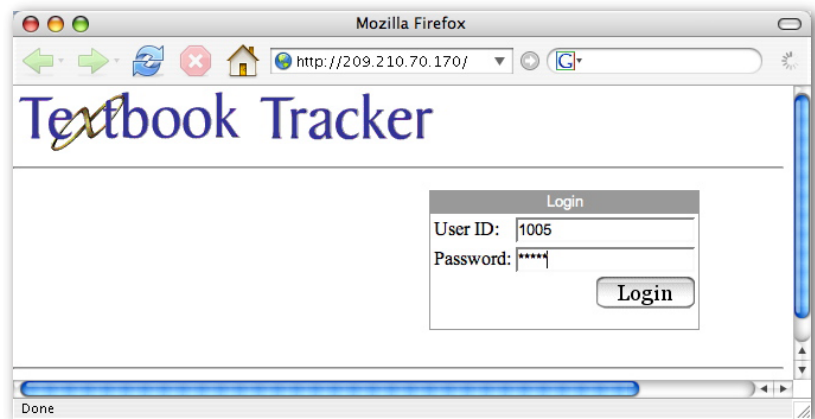 Mozilla Firefox
http://209.210.70.170/
G
Textbook Tracker
Login
User ID: 1005
Password: *****
Login
Done